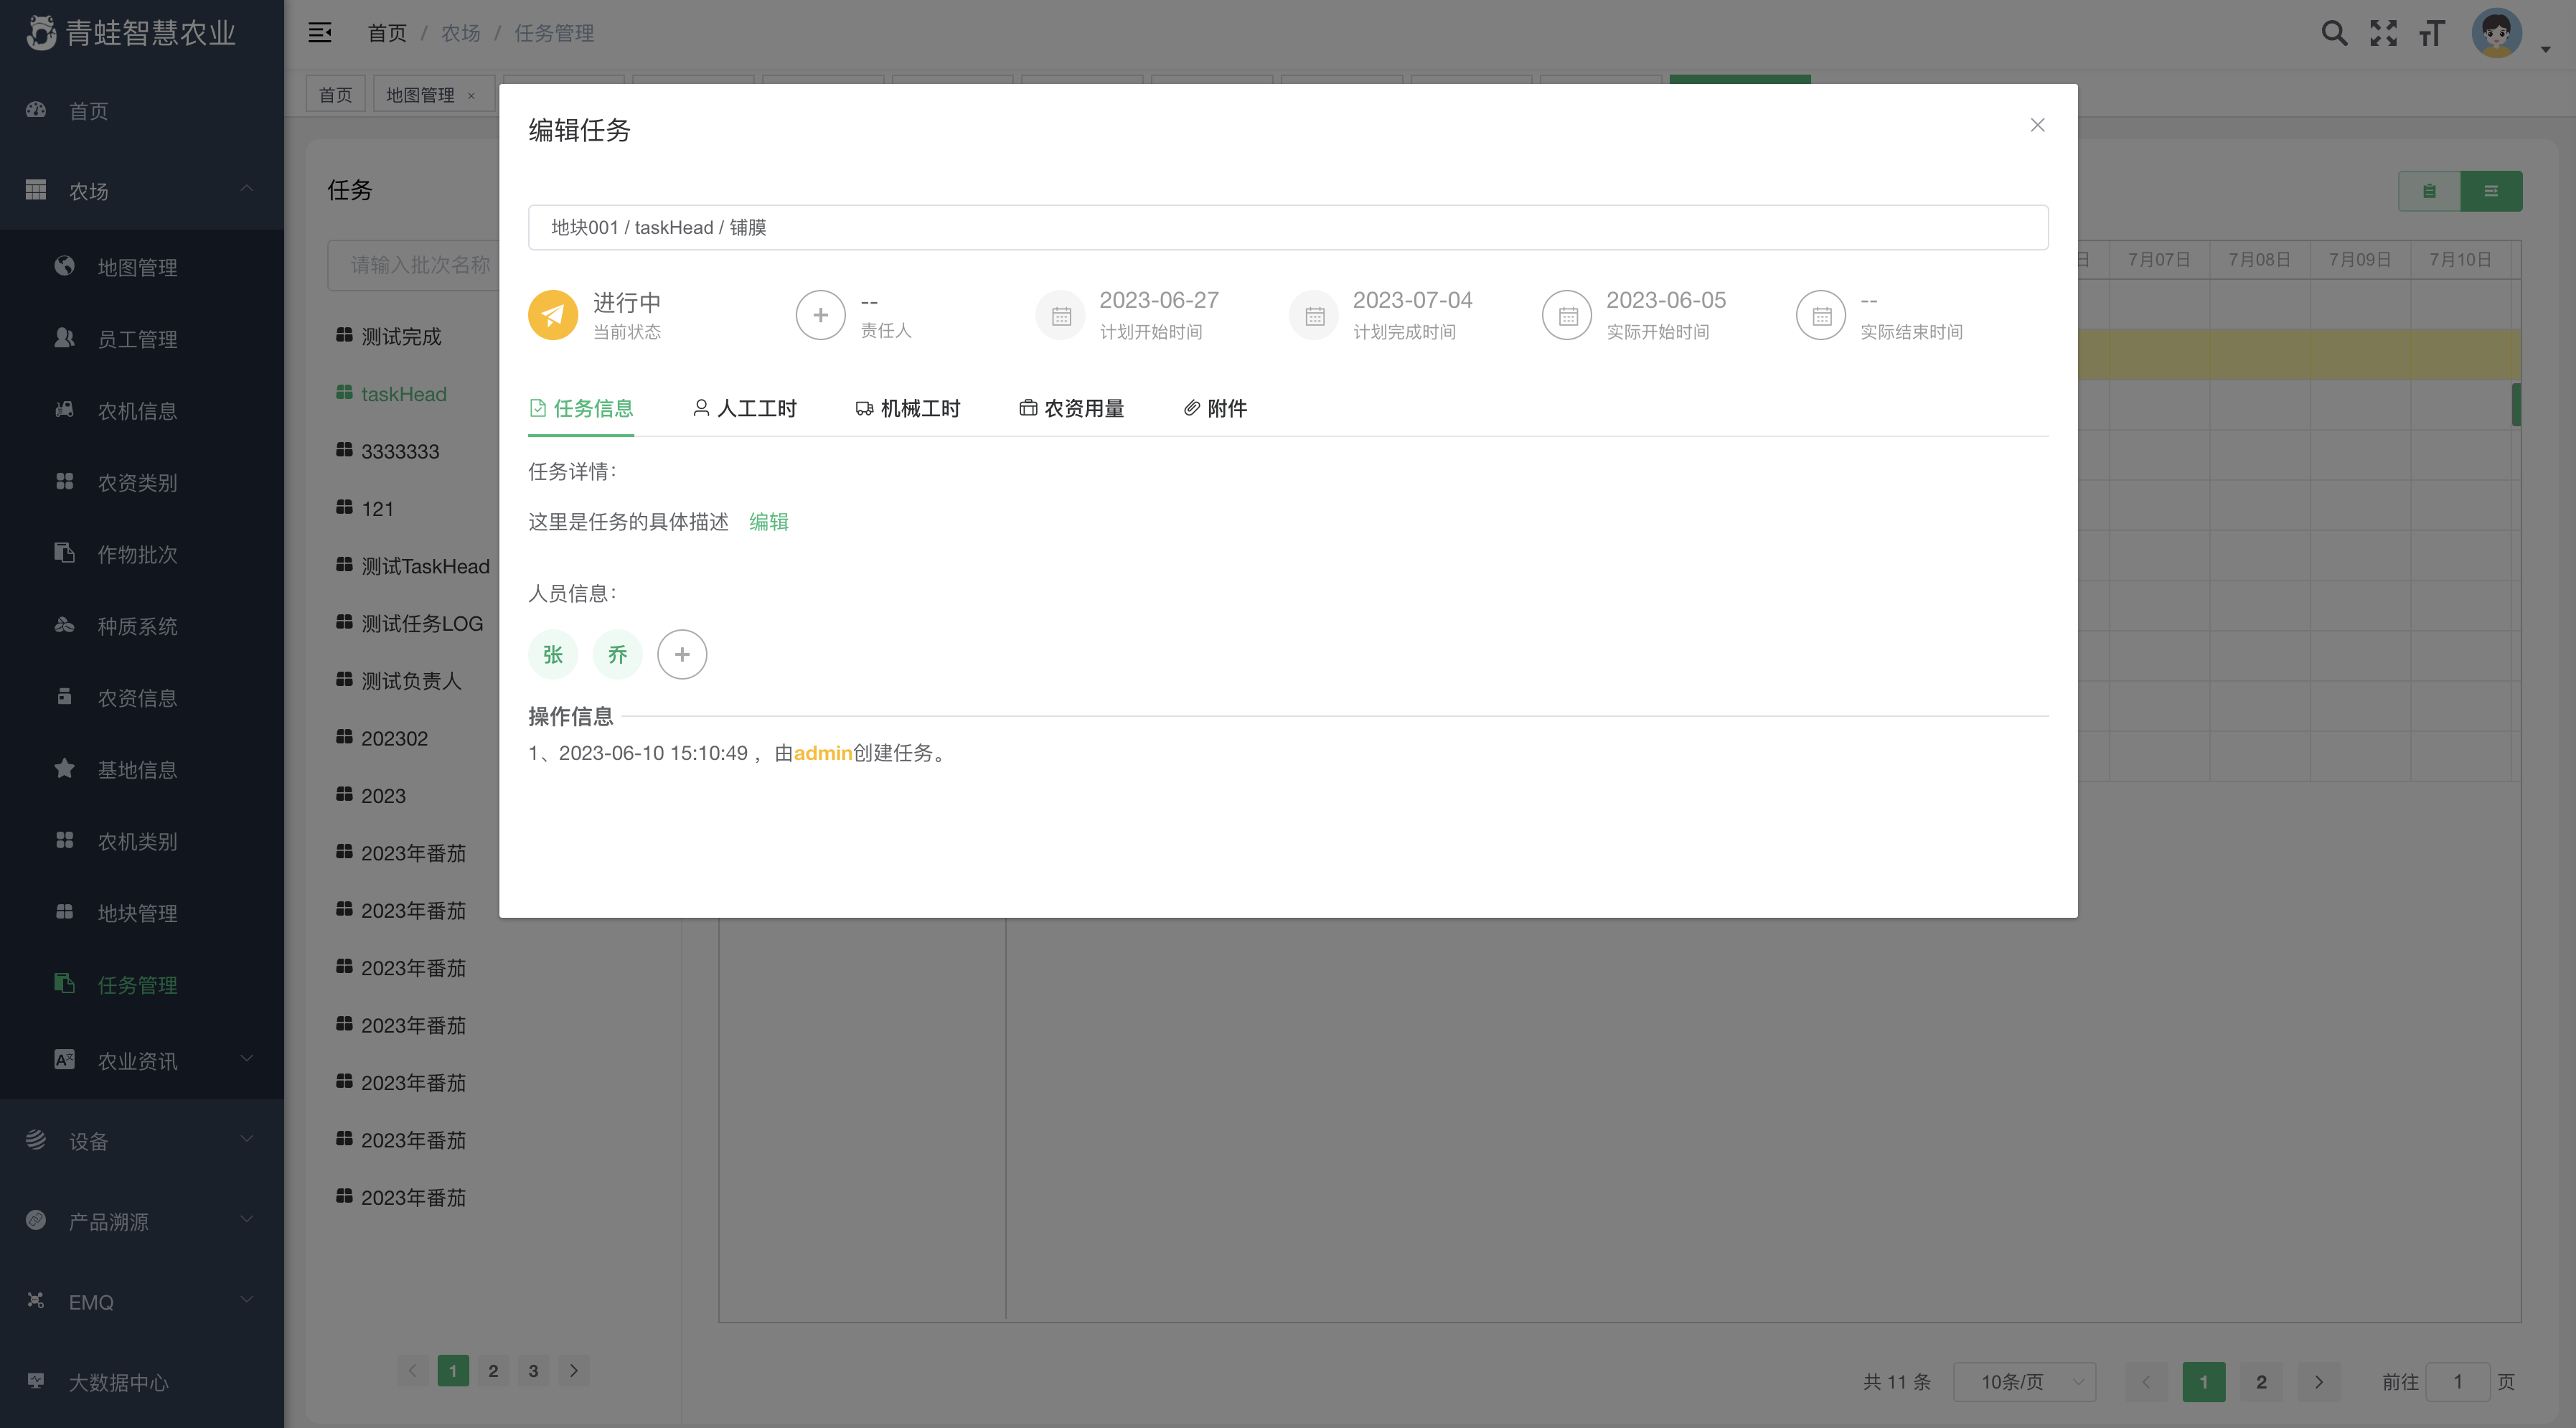 青蛙智慧农业
首页
农场
地图管理
员工管理
农机信息
农资类别
作物批次
种质系统
农资信息
基地信息
农机类别
地块管理
任务管理
农业资讯
设备
产品溯源
EMQ
大数据中心
首页 / 农场 / 任务管理
首页
地图管理 ×
任务
请输入批次名称
测试完成
taskHead
3333333
121
测试TaskHead
测试任务LOG
测试负责人
202302
2023
2023年番茄
2023年番茄
2023年番茄
2023年番茄
2023年番茄
2023年番茄
2023年番茄
1 2 3
编辑任务
地块001 / taskHead / 铺膜
进行中
当前状态
--
责任人
2023-06-27
计划开始时间
2023-07-04
计划完成时间
2023-06-05
实际开始时间
--
实际结束时间
任务信息 人工工时 机械工时 农资用量 附件
任务详情：
这里是任务的具体描述 编辑
人员信息：
张 乔
操作信息
1、2023-06-10 15:10:49 ，由admin创建任务。
日 7月07日 7月08日 7月09日 7月10日
共 11 条 10条/页 1 2 前往 1 页